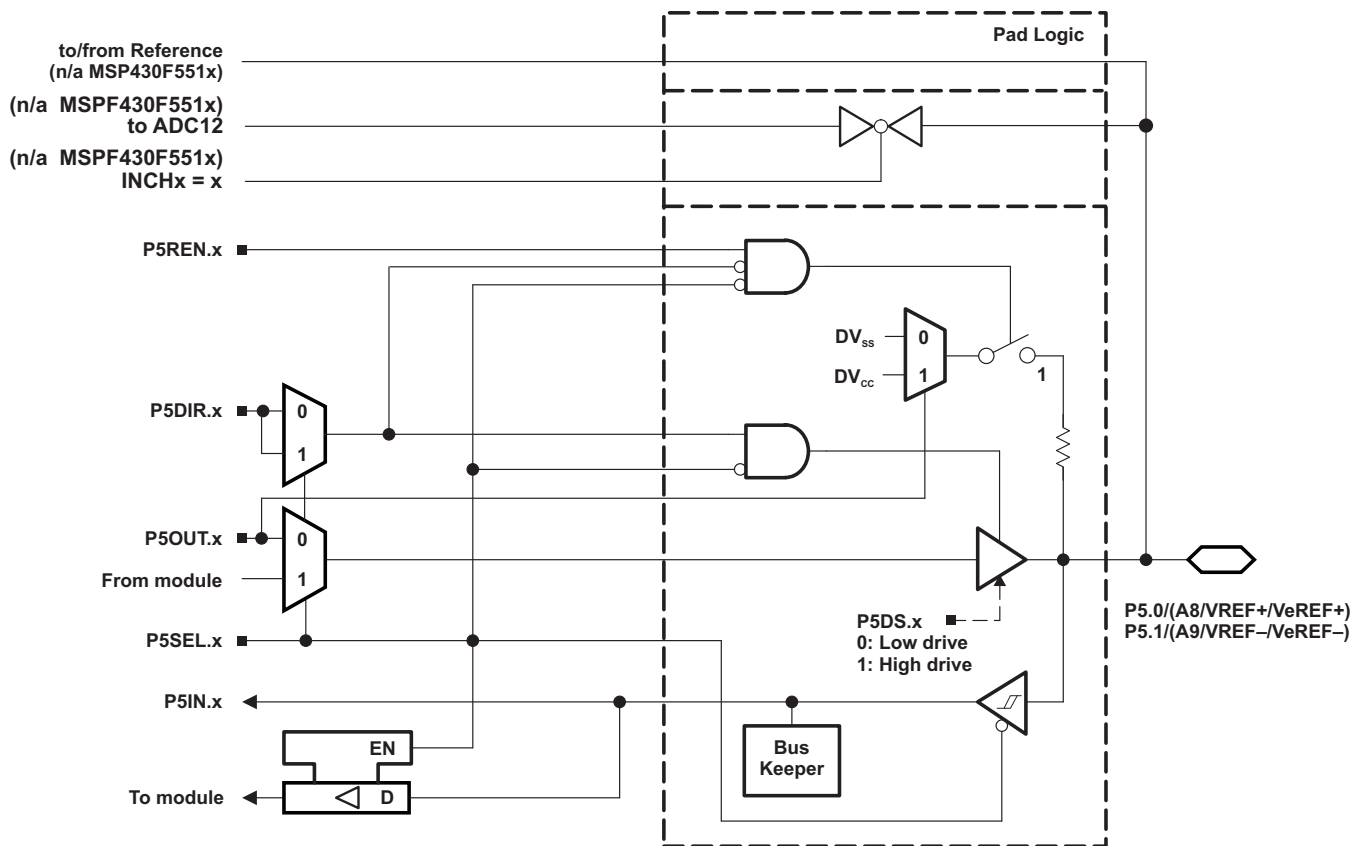 Pad Logic
to/from Reference
(n/a MSP430F551x)
(n/a MSPF430F551x)
to ADC12
(n/a MSPF430F551x)
INCHx = x
P5REN.x
DVSS
0
DVCC
1
1
P5DIR.x
0
1
P5OUT.x
0
From module
1
P5DS.x
0: Low drive
1: High drive
P5.0/(A8/VREF+/VeREF+)
P5.1/(A9/VREF–/VeREF–)
P5SEL.x
P5IN.x
EN
Bus
Keeper
To module
D